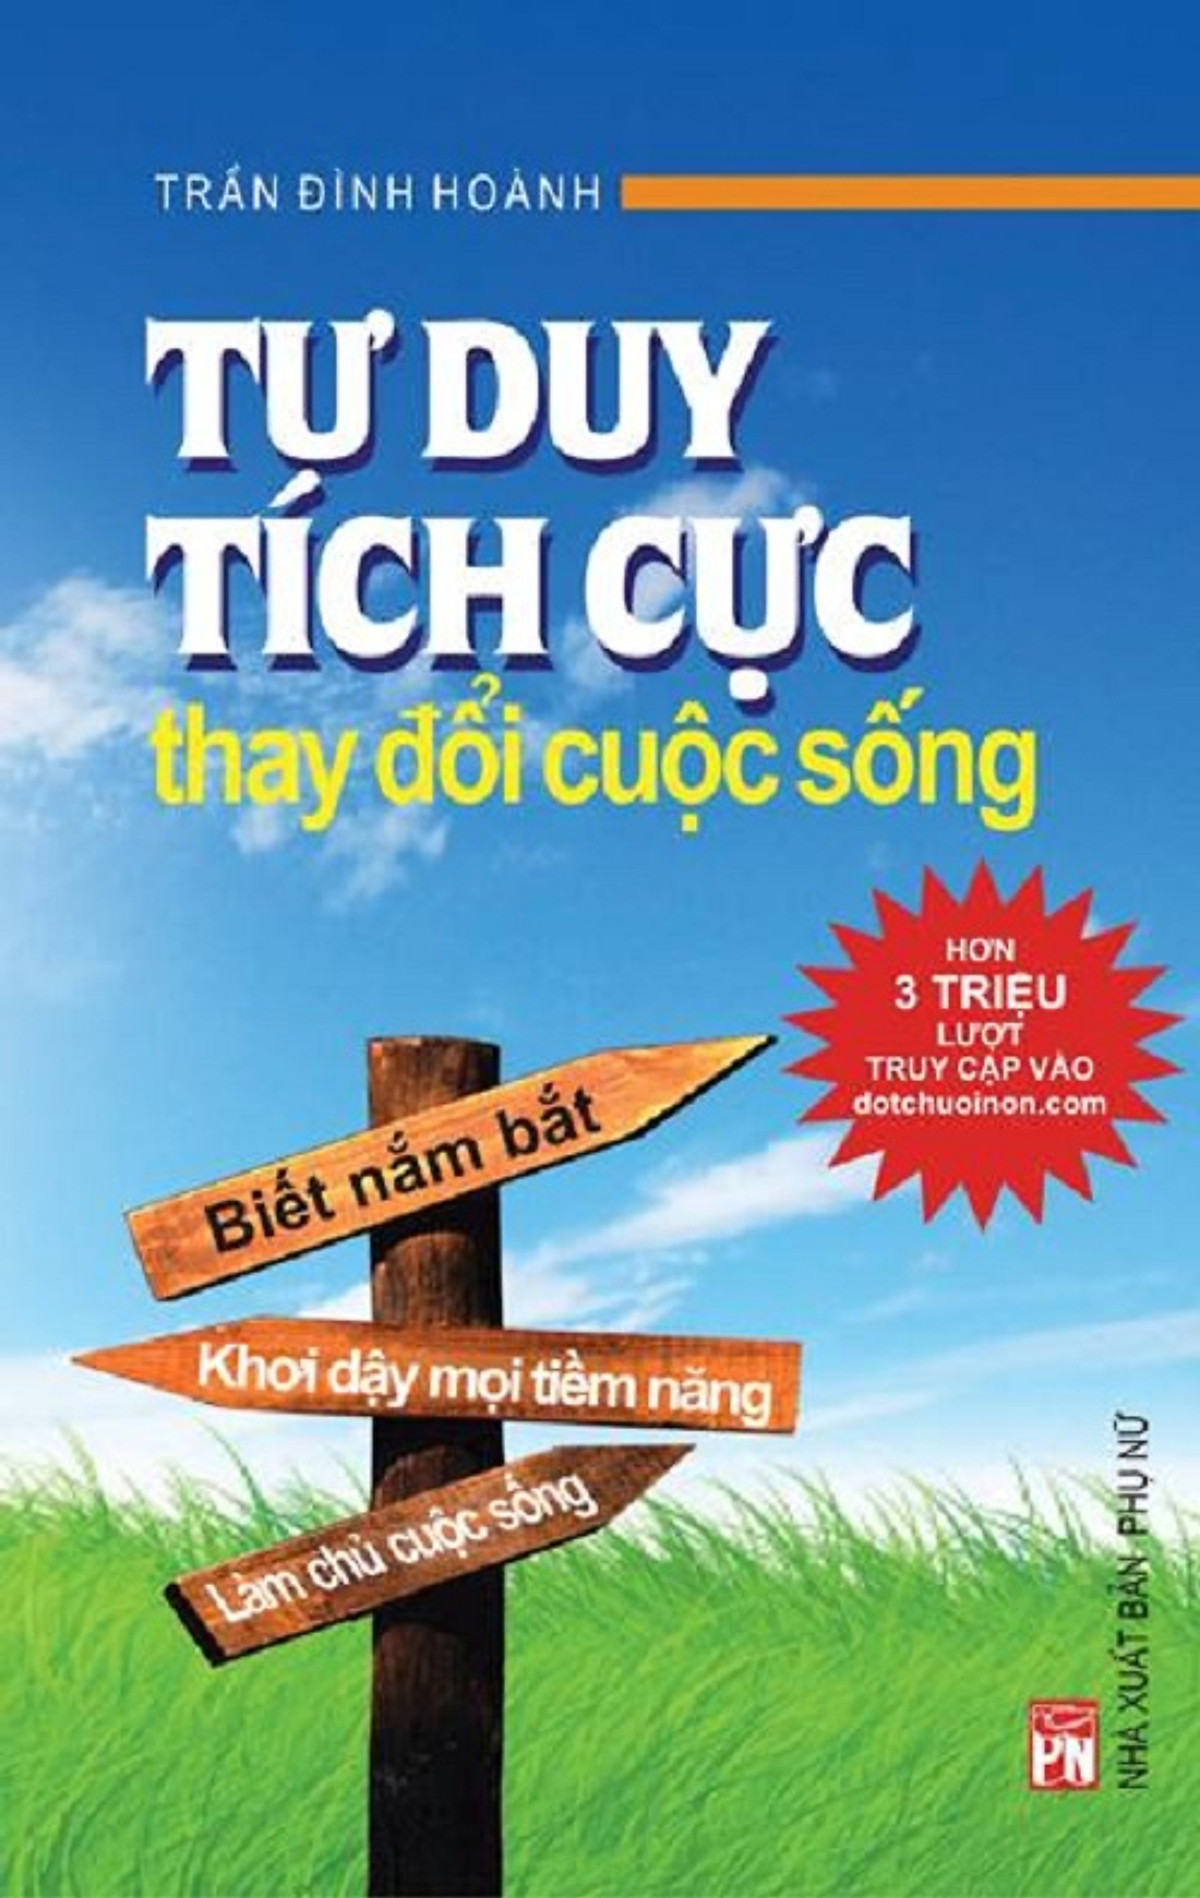 TRẦN ĐÌNH HOÀNH
TƯ DUY
TÍCH CỰC
thay đổi cuộc sống
HƠN
3 TRIỆU
LƯỢT
TRUY CẬP VÀO
dotchuoinon.com
Biết nắm bắt
Khơi dậy mọi tiềm năng
Làm chủ cuộc sống
NHÀ XUẤT BẢN PHỤ NỮ
PN